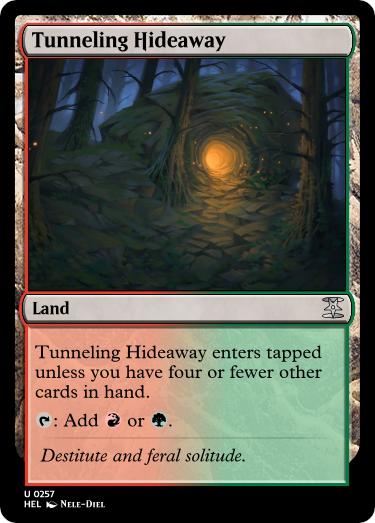 Tunneling Hideaway
Land
Tunneling Hideaway enters tapped
unless you have four or fewer other
cards in hand.
: Add or .
Destitute and feral solitude.
U 0257
HEL Nele-Diel